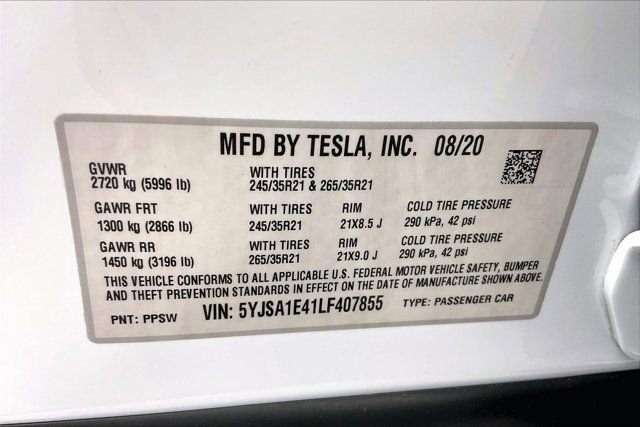 MFD BY TESLA, INC. 08/20
GVWR WITH TIRES
2720 kg (5996 lb) 245/35R21 & 265/35R21
GAWR FRT WITH TIRES RIM COLD TIRE PRESSURE
1300 kg (2866 lb) 245/35R21 21X8.5 J 290 kPa, 42 psi
GAWR RR WITH TIRES RIM COLD TIRE PRESSURE
1450 kg (3196 lb) 265/35R21 21X9.0 J 290 kPa, 42 psi
THIS VEHICLE CONFORMS TO ALL APPLICABLE U.S. FEDERAL MOTOR VEHICLE SAFETY, BUMPER
AND THEFT PREVENTION STANDARDS IN EFFECT ON THE DATE OF MANUFACTURE SHOWN ABOVE.
PNT: PPSW VIN: 5YJSA1E41LF407855 TYPE: PASSENGER CAR